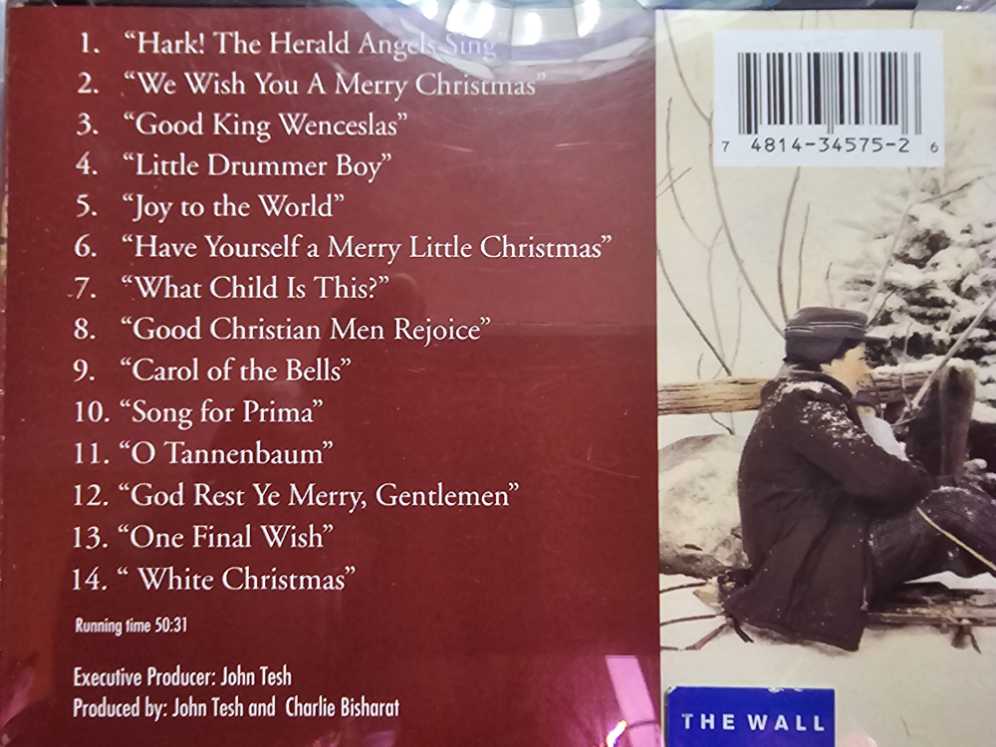 1. “Hark! The Herald Angels Sing
2. “We Wish You A Merry Christmas”
3. “Good King Wenceslas”
4. “Little Drummer Boy”
5. “Joy to the World”
6. “Have Yourself a Merry Little Christmas”
7. “What Child Is This?”
8. “Good Christian Men Rejoice”
9. “Carol of the Bells”
10. “Song for Prima”
11. “O Tannenbaum”
12. “God Rest Ye Merry, Gentlemen”
13. “One Final Wish”
14. “ White Christmas”
Running time 50:31
Executive Producer: John Tesh
Produced by: John Tesh and Charlie Bisharat
7 4814-34575-2 6
THE WALL